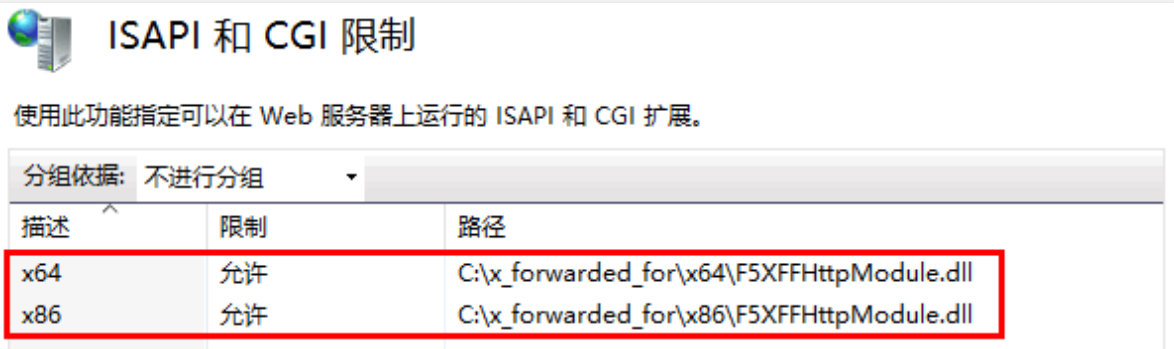 ISAPI 和 CGI 限制
使用此功能指定可以在 Web 服务器上运行的 ISAPI 和 CGI 扩展。
分组依据: 不进行分组
描述 限制 路径
x64 允许 C:\x_forwarded_for\x64\F5XFFHttpModule.dll
x86 允许 C:\x_forwarded_for\x86\F5XFFHttpModule.dll